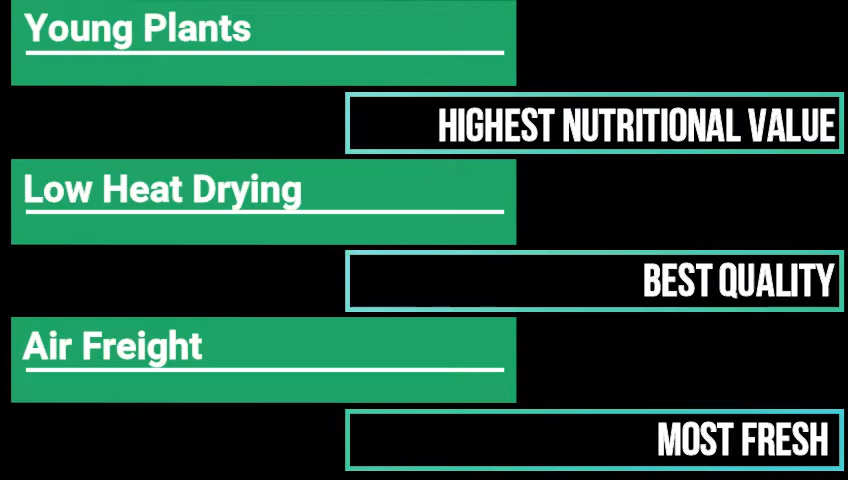 Young Plants
HIGHEST NUTRITIONAL VALUE
Low Heat Drying
BEST QUALITY
Air Freight
MOST FRESH